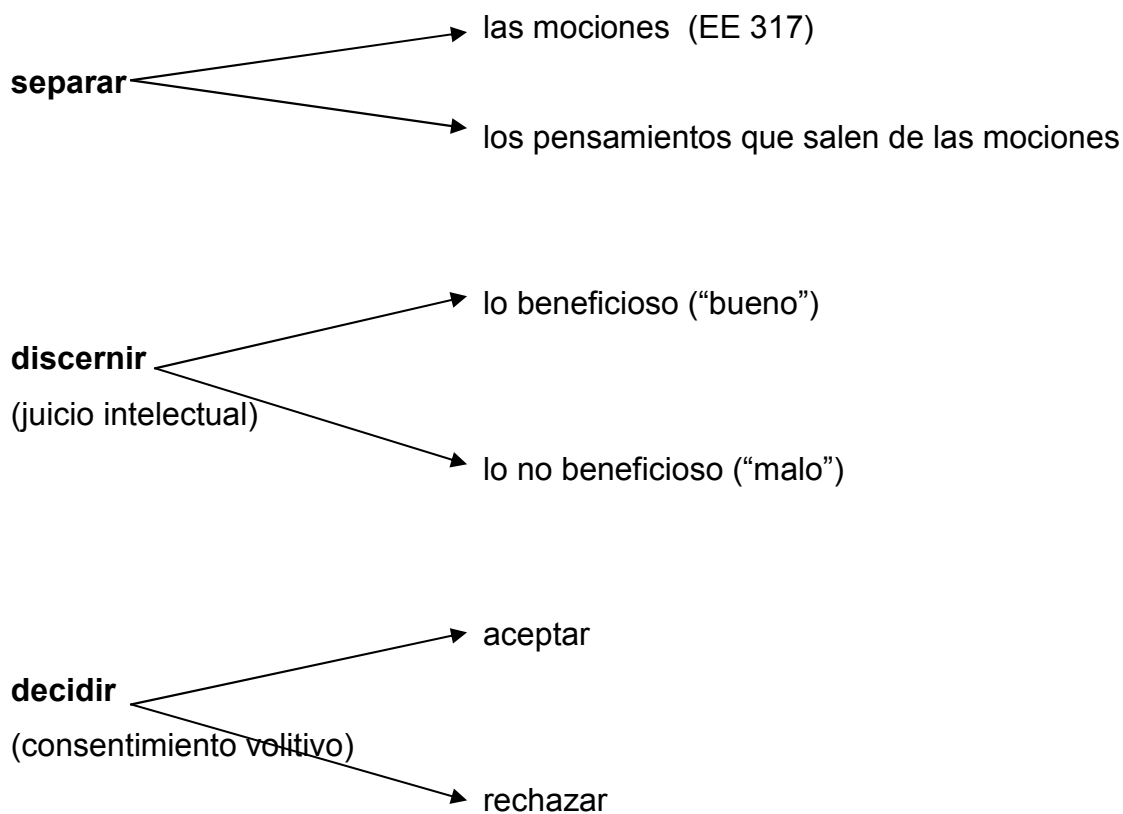 las mociones (EE 317)
separar
los pensamientos que salen de las mociones
lo beneficioso (“bueno”)
discernir
(juicio intelectual)
lo no beneficioso (“malo”)
aceptar
decidir
(consentimiento volitivo)
rechazar